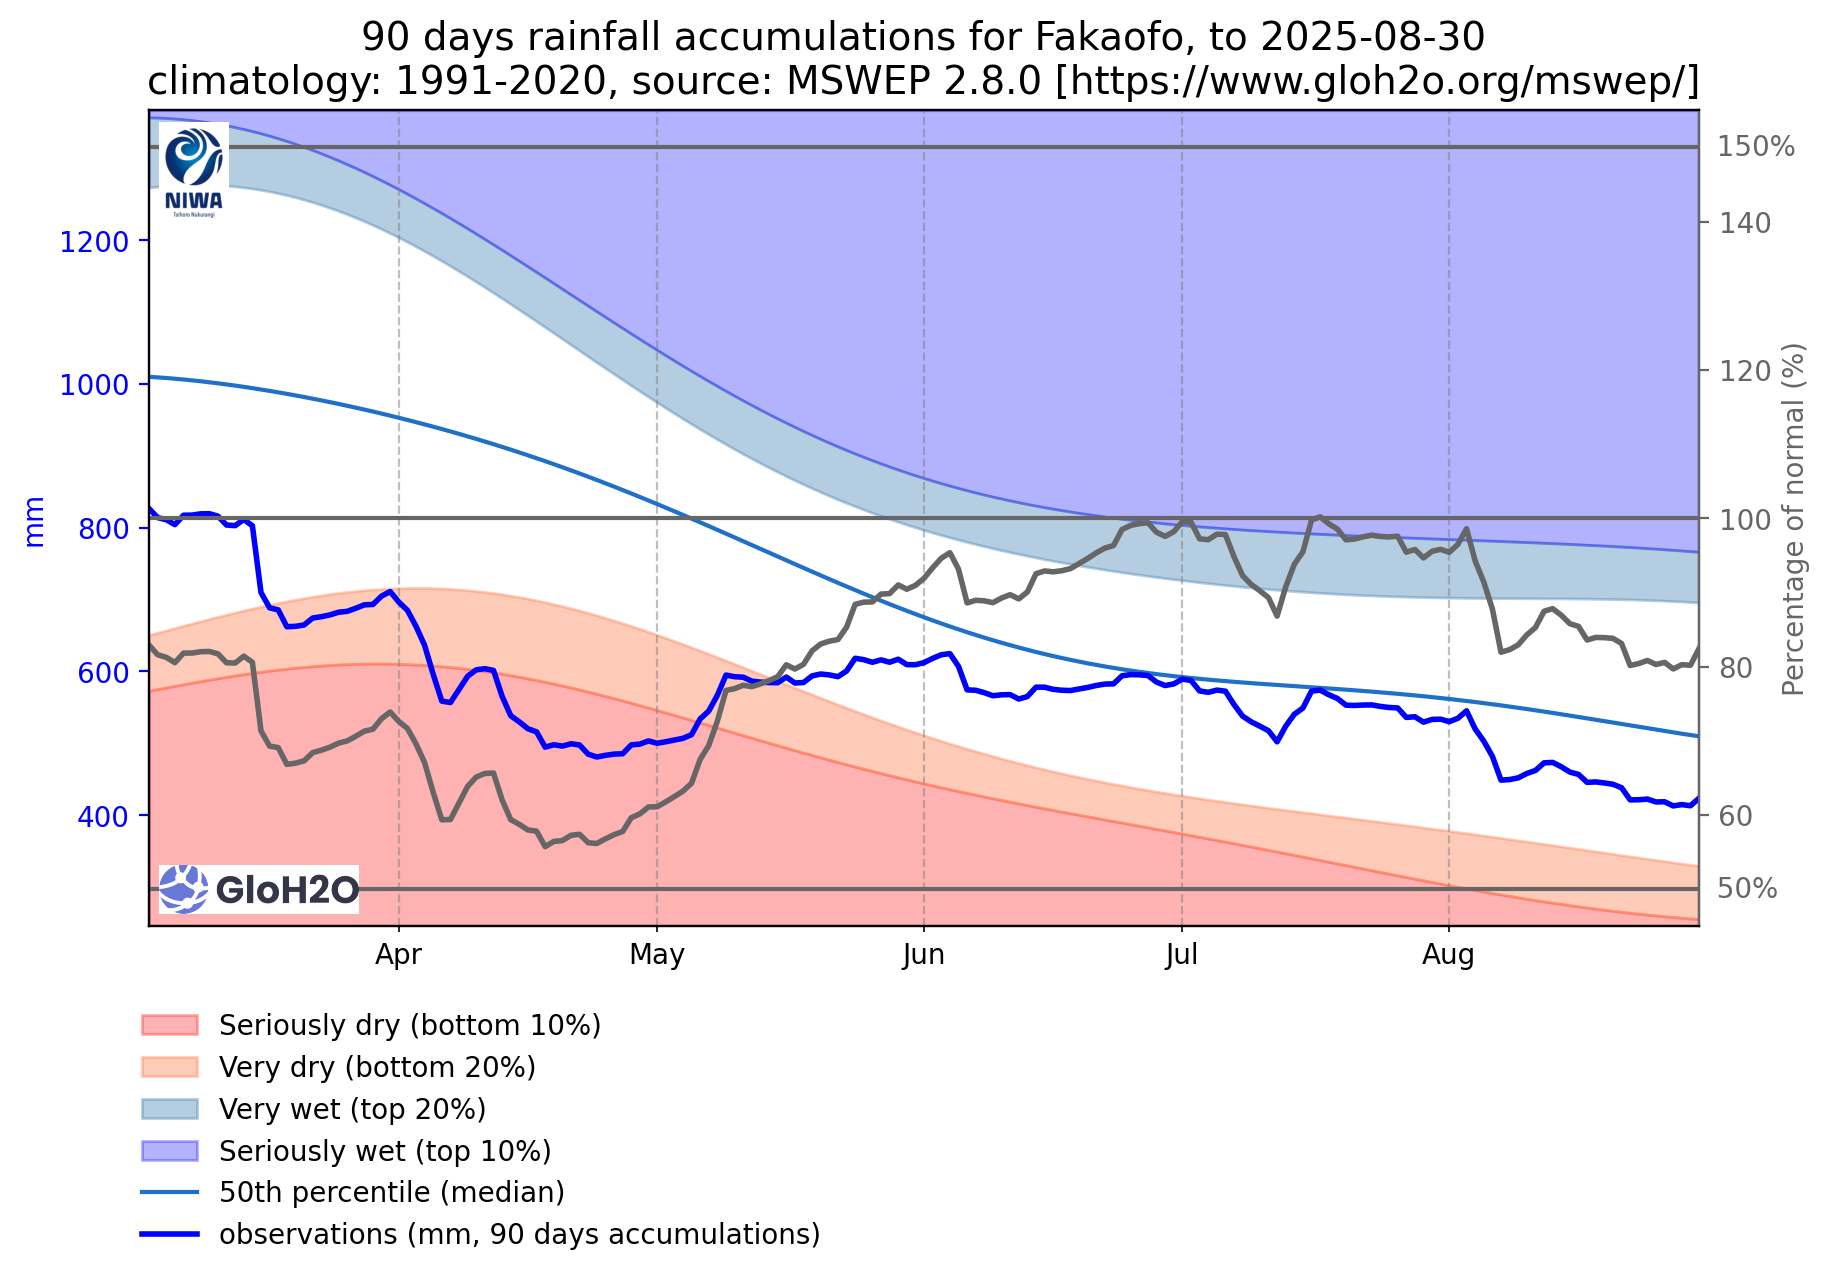 90 days rainfall accumulations for Fakaofo, to 2025-08-30
climatology: 1991-2020, source: MSWEP 2.8.0 [https://www.gloh2o.org/mswep/]
NIWA
Taihoro Nukurangi
1200
1000
800
600
400
mm
150%
140
120
100
80
60
50%
Percentage of normal (%)
GloH2O
Apr
May
Jun
Jul
Aug
Seriously dry (bottom 10%)
Very dry (bottom 20%)
Very wet (top 20%)
Seriously wet (top 10%)
50th percentile (median)
observations (mm, 90 days accumulations)